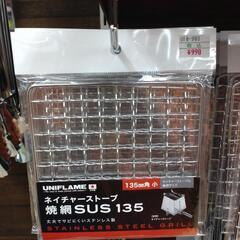 税込
¥990
UNIFLAME
135mm角 小
ネイチャーストーブ
焼網SUS135
丈夫でサビにくいステンレス製
STAINLESS STEEL GRILL